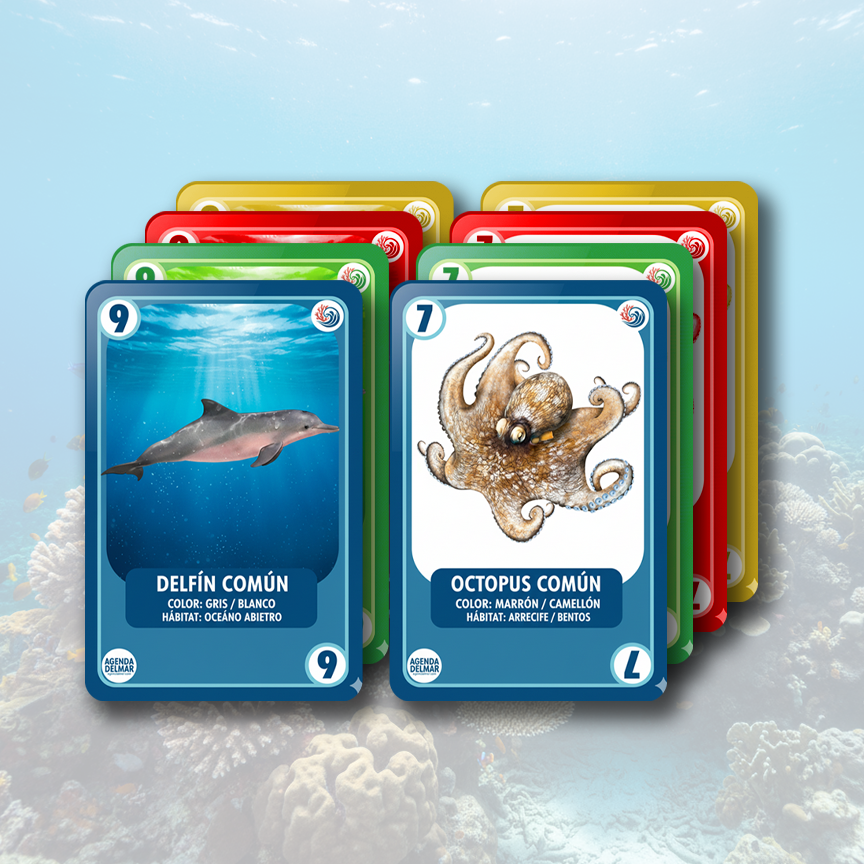 9
9
DELFÍN COMÚN
COLOR: GRIS / BLANCO
HÁBITAT: OCEÁNO ABIETRO
AGENDA
DELMAR
9
7
7
7
OCTOPUS COMÚN
COLOR: MARRÓN / CAMELLÓN
HÁBITAT: ARRECIFE / BENTOS
AGENDA
DELMAR
7